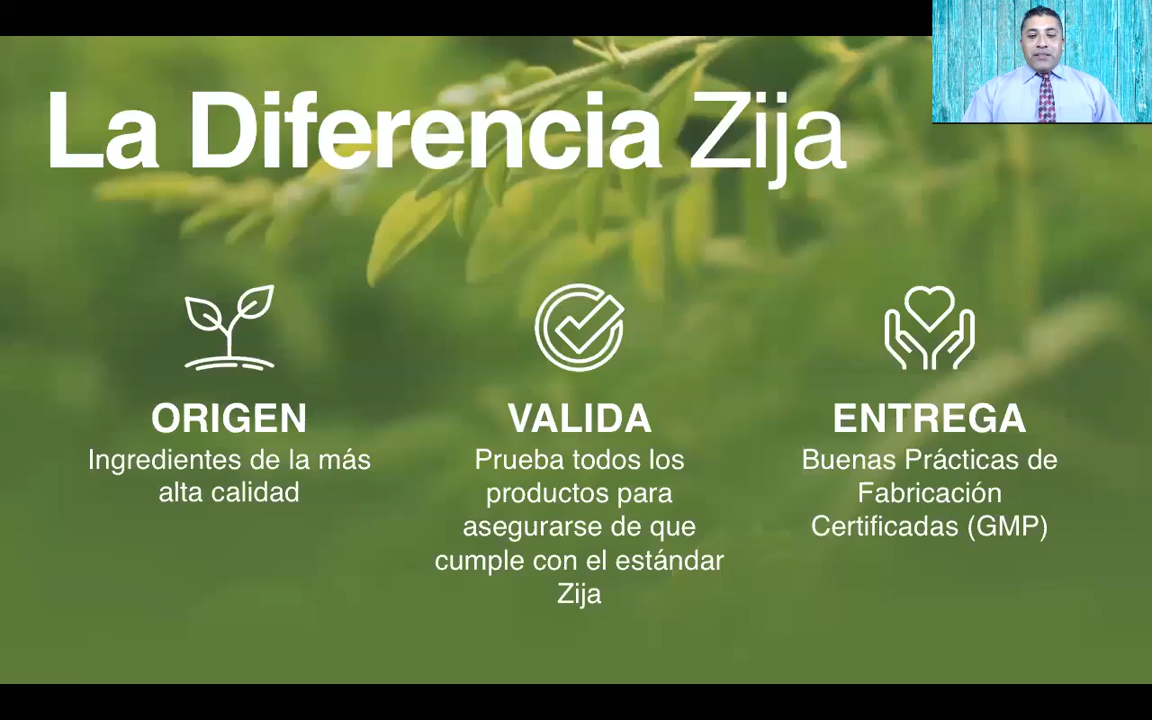 La Diferencia Zija
ORIGEN
Ingredientes de la más
alta calidad
VALIDA
Prueba todos los
productos para
asegurarse de que
cumple con el estándar
Zija
ENTREGA
Buenas Prácticas de
Fabricación
Certificadas (GMP)